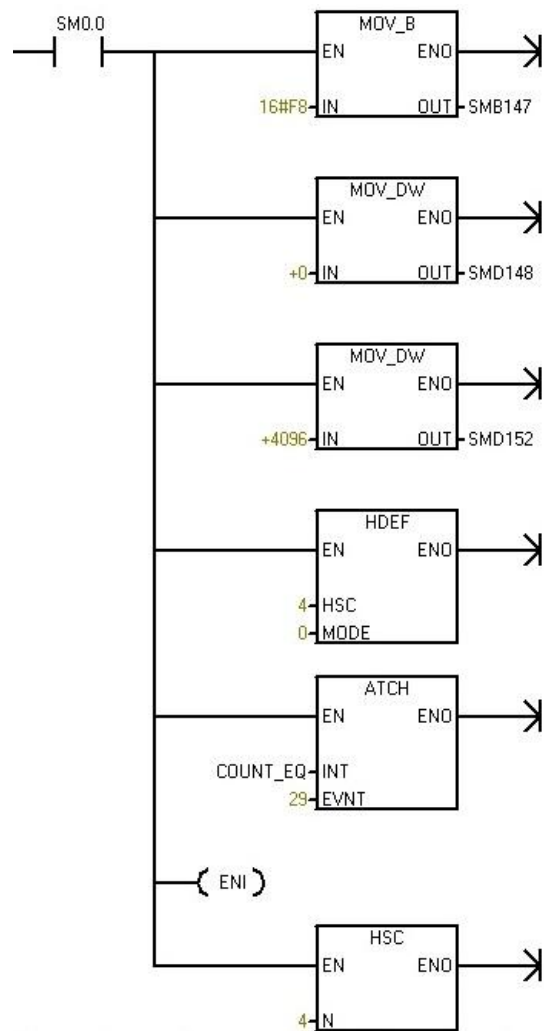 SM0.0
MOV_B
EN ENO
16#F8 IN OUT SMB147
MOV_DW
EN ENO
+0 IN OUT SMD148
MOV_DW
EN ENO
+4096 IN OUT SMD152
HDEF
EN ENO
4 HSC
0 MODE
ATCH
EN ENO
COUNT_EQ INT
29 EVNT
ENI
HSC
EN ENO
4 N